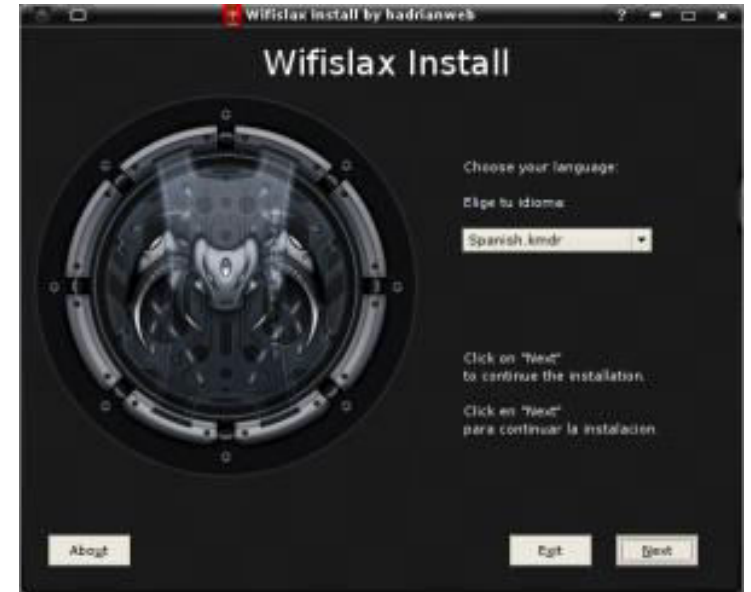 Wifislax install by hadrianweb
Wifislax Install
Choose your language:
Elige tu idioma:
Spanish.kmdr
Click on "Next"
to continue the installation.
Click en "Next"
para continuar la instalacion.
About
Exit
Next